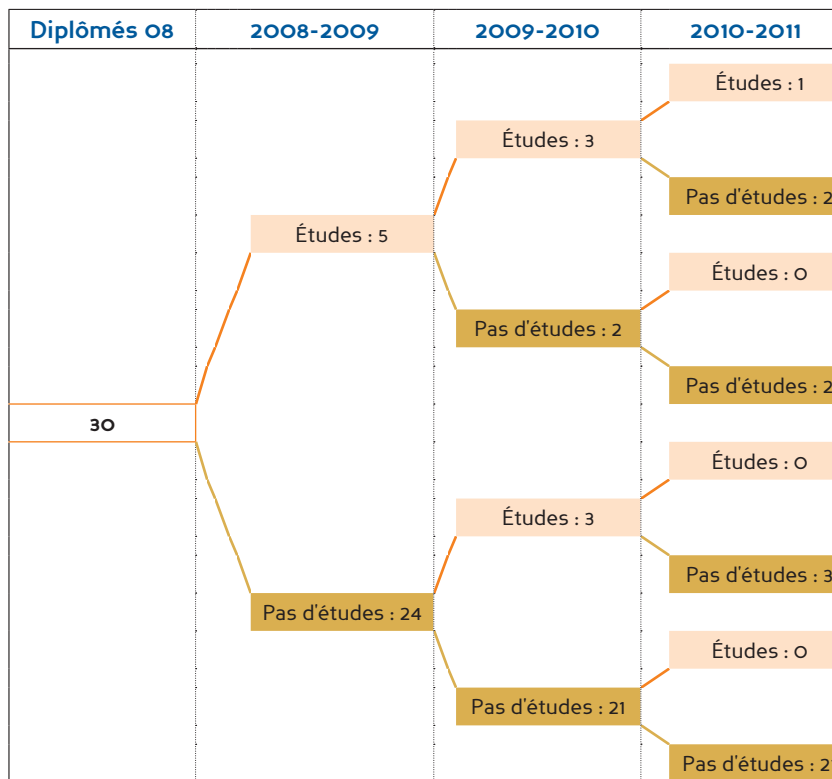 Diplômés 08 2008-2009 2009-2010 2010-2011
Études : 1
Études : 3
Pas d'études : 2
Études : 5
Études : 0
Pas d'études : 2
Pas d'études : 2
30
Études : 0
Études : 3
Pas d'études : 3
Pas d'études : 24
Études : 0
Pas d'études : 21
Pas d'études :